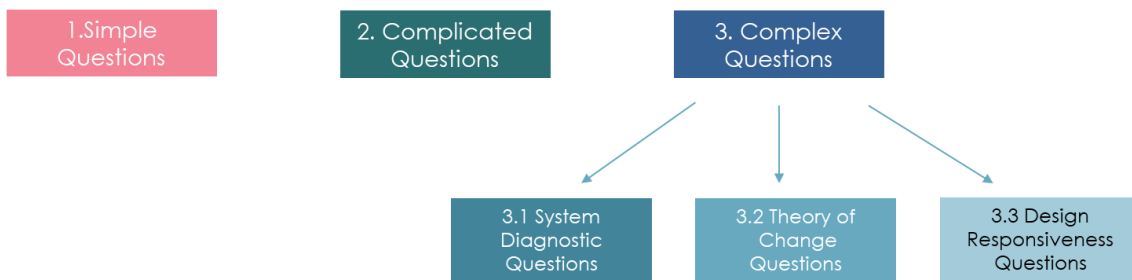 1.Simple
Questions
2. Complicated
Questions
3. Complex
Questions
3.1 System
Diagnostic
Questions
3.2 Theory of
Change
Questions
3.3 Design
Responsiveness
Questions